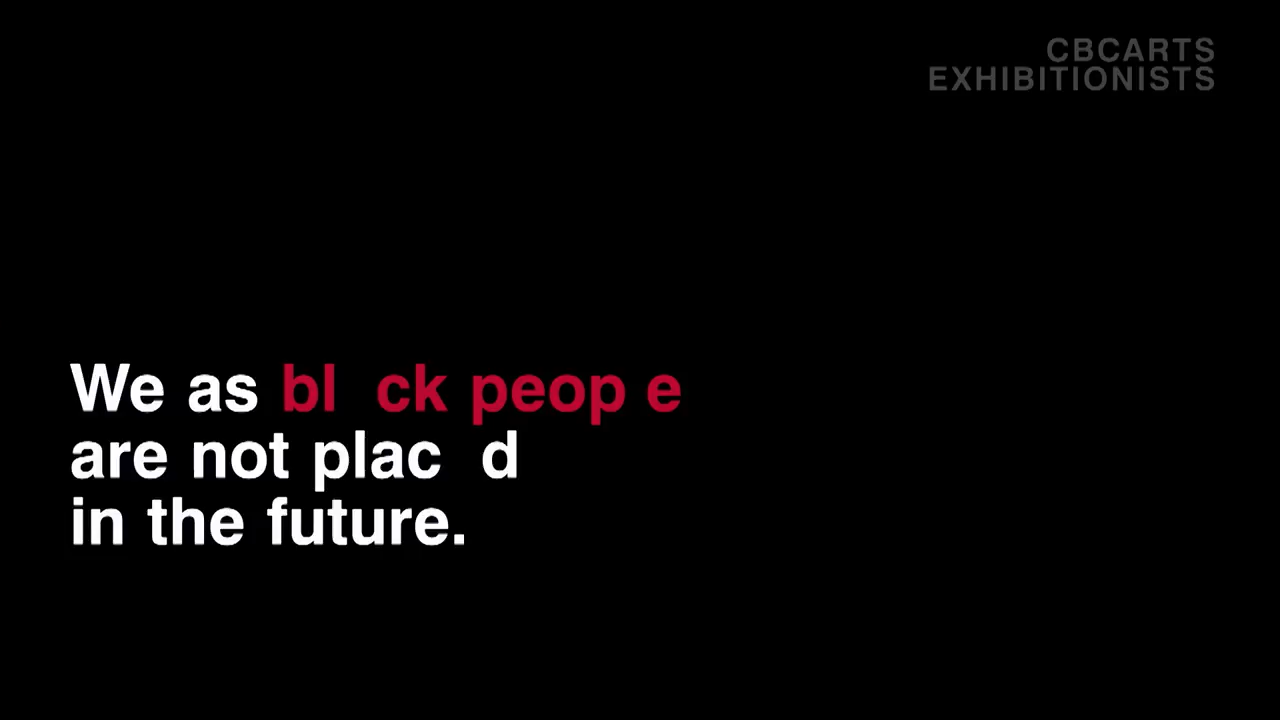 CBCARTS
EXHIBITIONISTS
We as bl ck peop e
are not plac d
in the future.